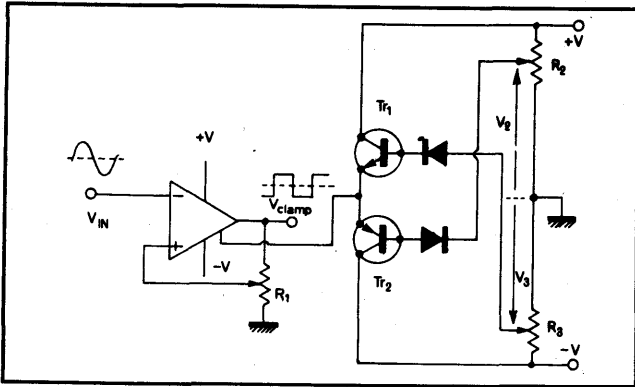 +V
R2
Tr1
V2
+V
Vclamp
VIN
−
+
−V
R1
Tr2
V3
R3
−V